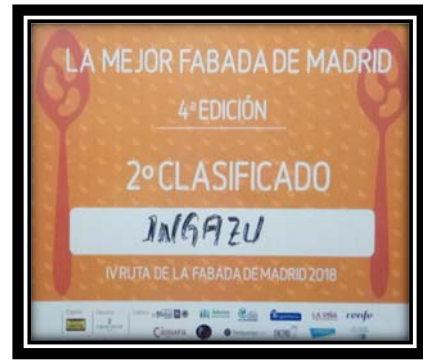 LA MEJOR FABADA DE MADRID
4ª EDICIÓN
2º CLASIFICADO
INGAZU
IV RUTA DE LA FABADA DE MADRID 2018
LA VIÑA renfe
Cámara